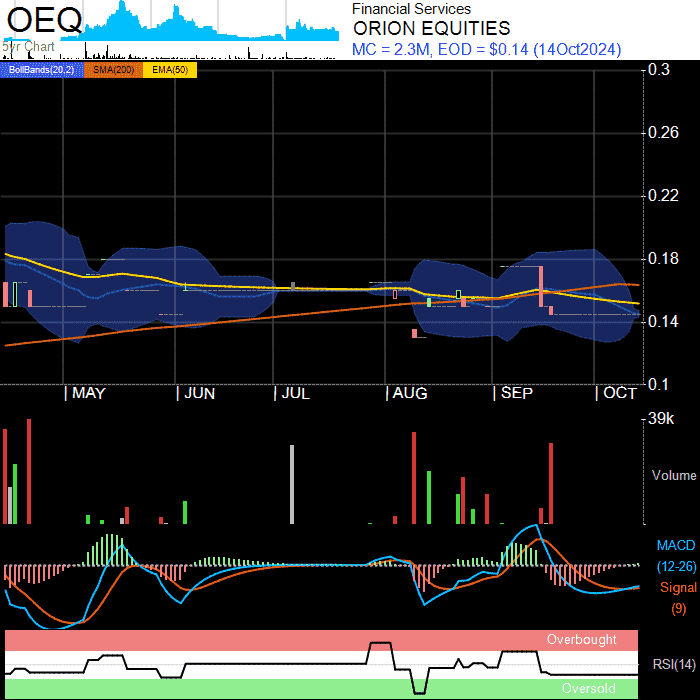 OEQ
5yr Chart
Financial Services
ORION EQUITIES
MC = 2.3M, EOD = $0.14 (14Oct2024)
BollBands(20,2) SMA(200) EMA(50)
0.3
0.26
0.22
0.18
0.14
0.1
MAY JUN JUL AUG SEP OCT
39k
Volume
MACD
(12-26)
Signal
(9)
Overbought
RSI(14)
Oversold